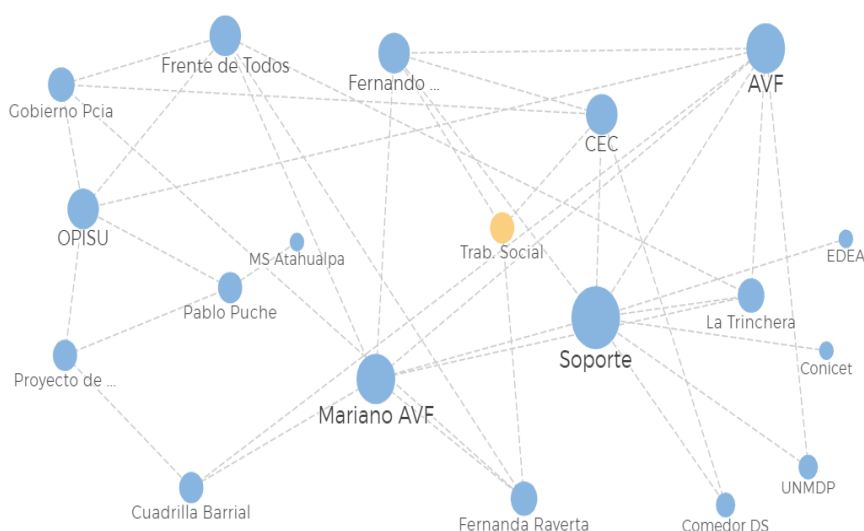 Frente de Todos
Fernando ...
AVF
Gobierno Pcia
CEC
OPISU
MS Atahualpa
Trab. Social
EDEA
Pablo Puche
La Trinchera
Soporte
Conicet
Proyecto de ...
Mariano AVF
UNMDP
Cuadrilla Barrial
Fernanda Raverta
Comedor DS